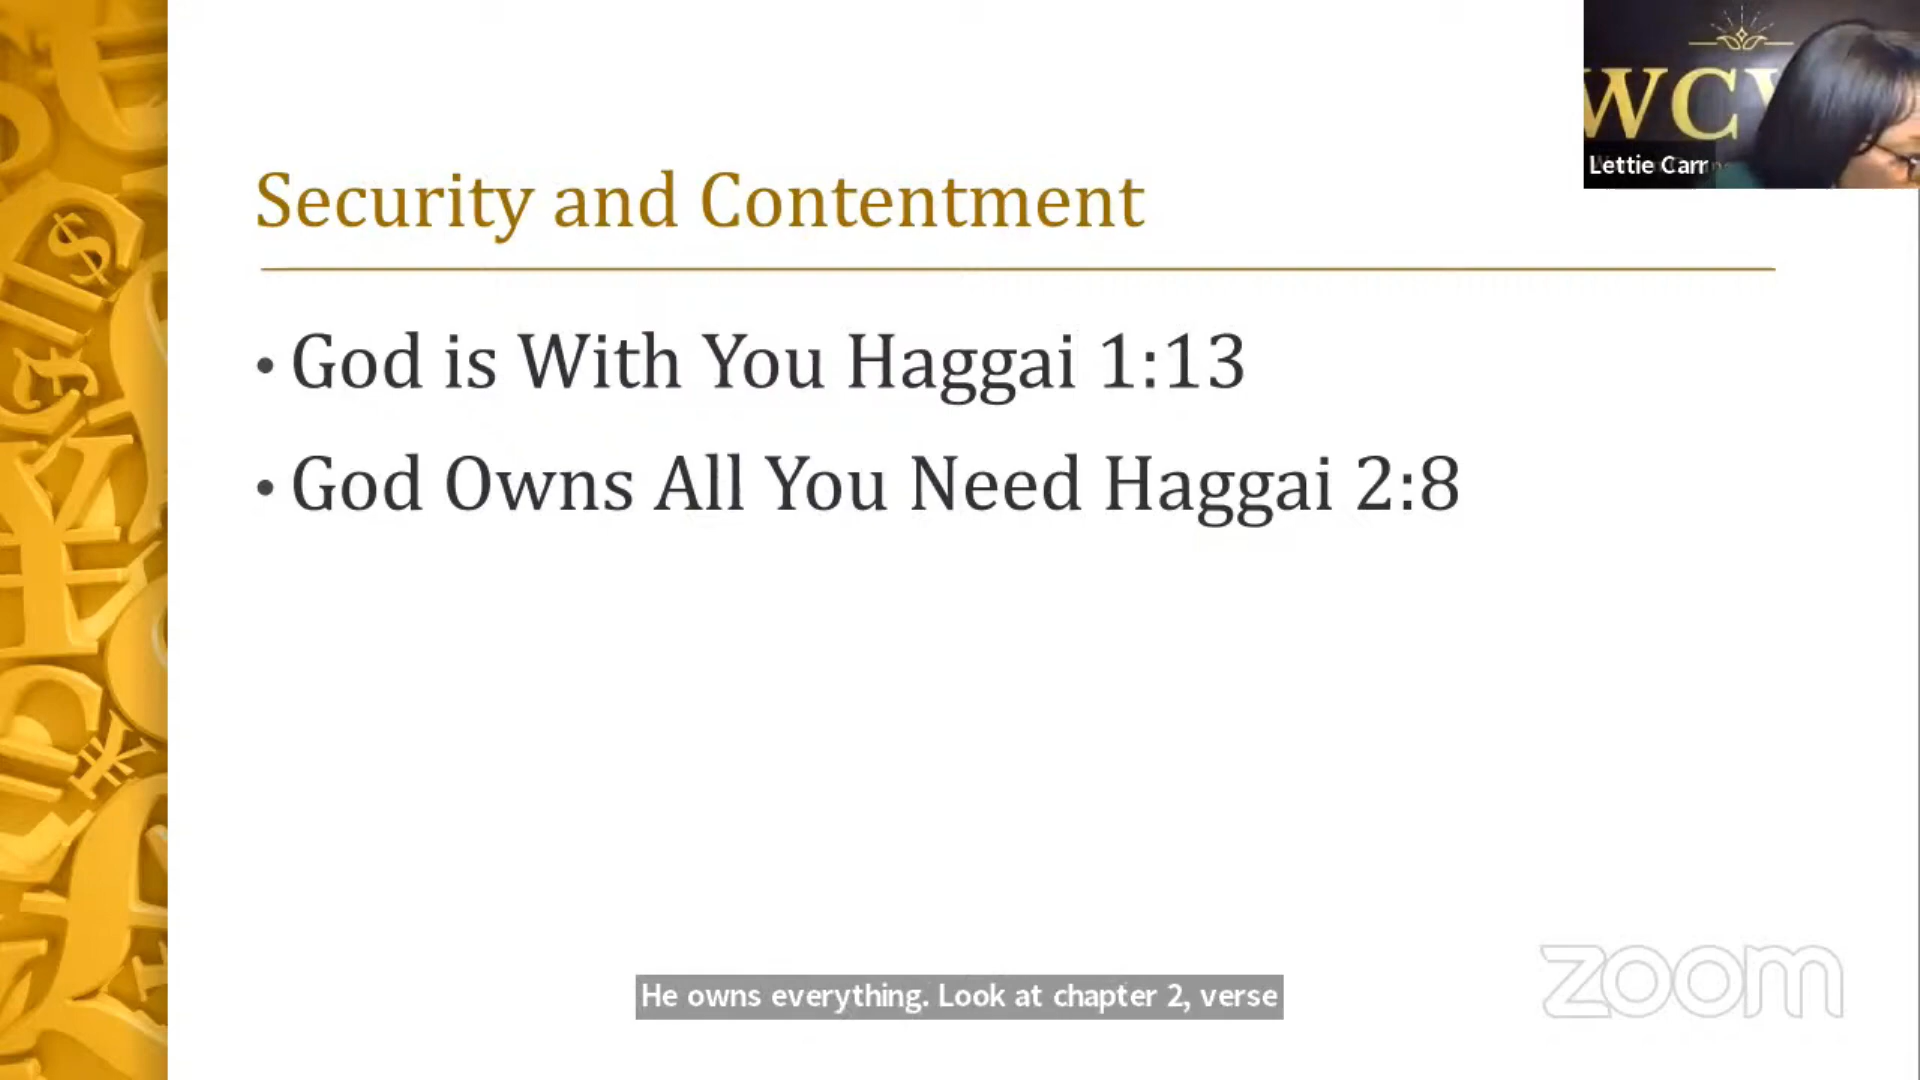 WCV
Lettie Carr
Security and Contentment
• God is With You Haggai 1:13
• God Owns All You Need Haggai 2:8
He owns everything. Look at chapter 2, verse
zoom